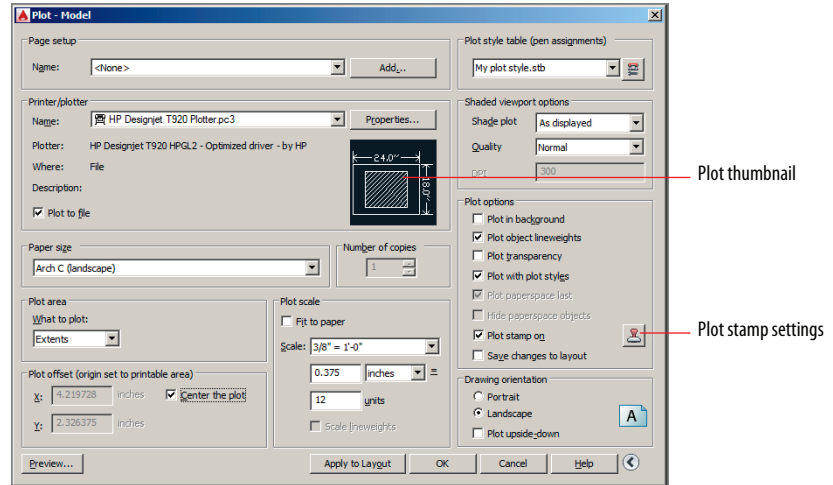 Plot - Model
Page setup
Name:
<None>
Add...
Printer/plotter
Name:
HP Designjet T920 Plotter.pc3
Properties...
Plotter:
HP Designjet T920 HPGL2 - Optimized driver - by HP
Where:
File
Description:
Plot to file
24.0"
18.0"
Paper size
Arch C (landscape)
Number of copies
1
Plot area
What to plot:
Extents
Plot offset (origin set to printable area)
X:
4.219728
inches
Center the plot
Y:
2.326375
inches
Plot scale
Fit to paper
Scale:
3/8" = 1'-0"
0.375
inches
=
12
units
Scale lineweights
Plot style table (pen assignments)
My plot style.stb
Shaded viewport options
Shade plot
As displayed
Quality
Normal
DPI
300
Plot options
Plot in background
Plot object lineweights
Plot transparency
Plot with plot styles
Plot paperspace last
Hide paperspace objects
Plot stamp on
Save changes to layout
Drawing orientation
Portrait
Landscape
Plot upside-down
A
Preview...
Apply to Layout
OK
Cancel
Help
Plot thumbnail
Plot stamp settings